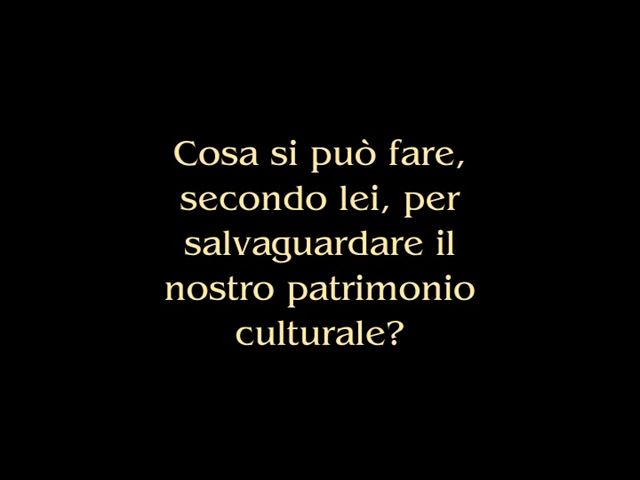 Cosa si può fare,
secondo lei, per
salvaguardare il
nostro patrimonio
culturale?